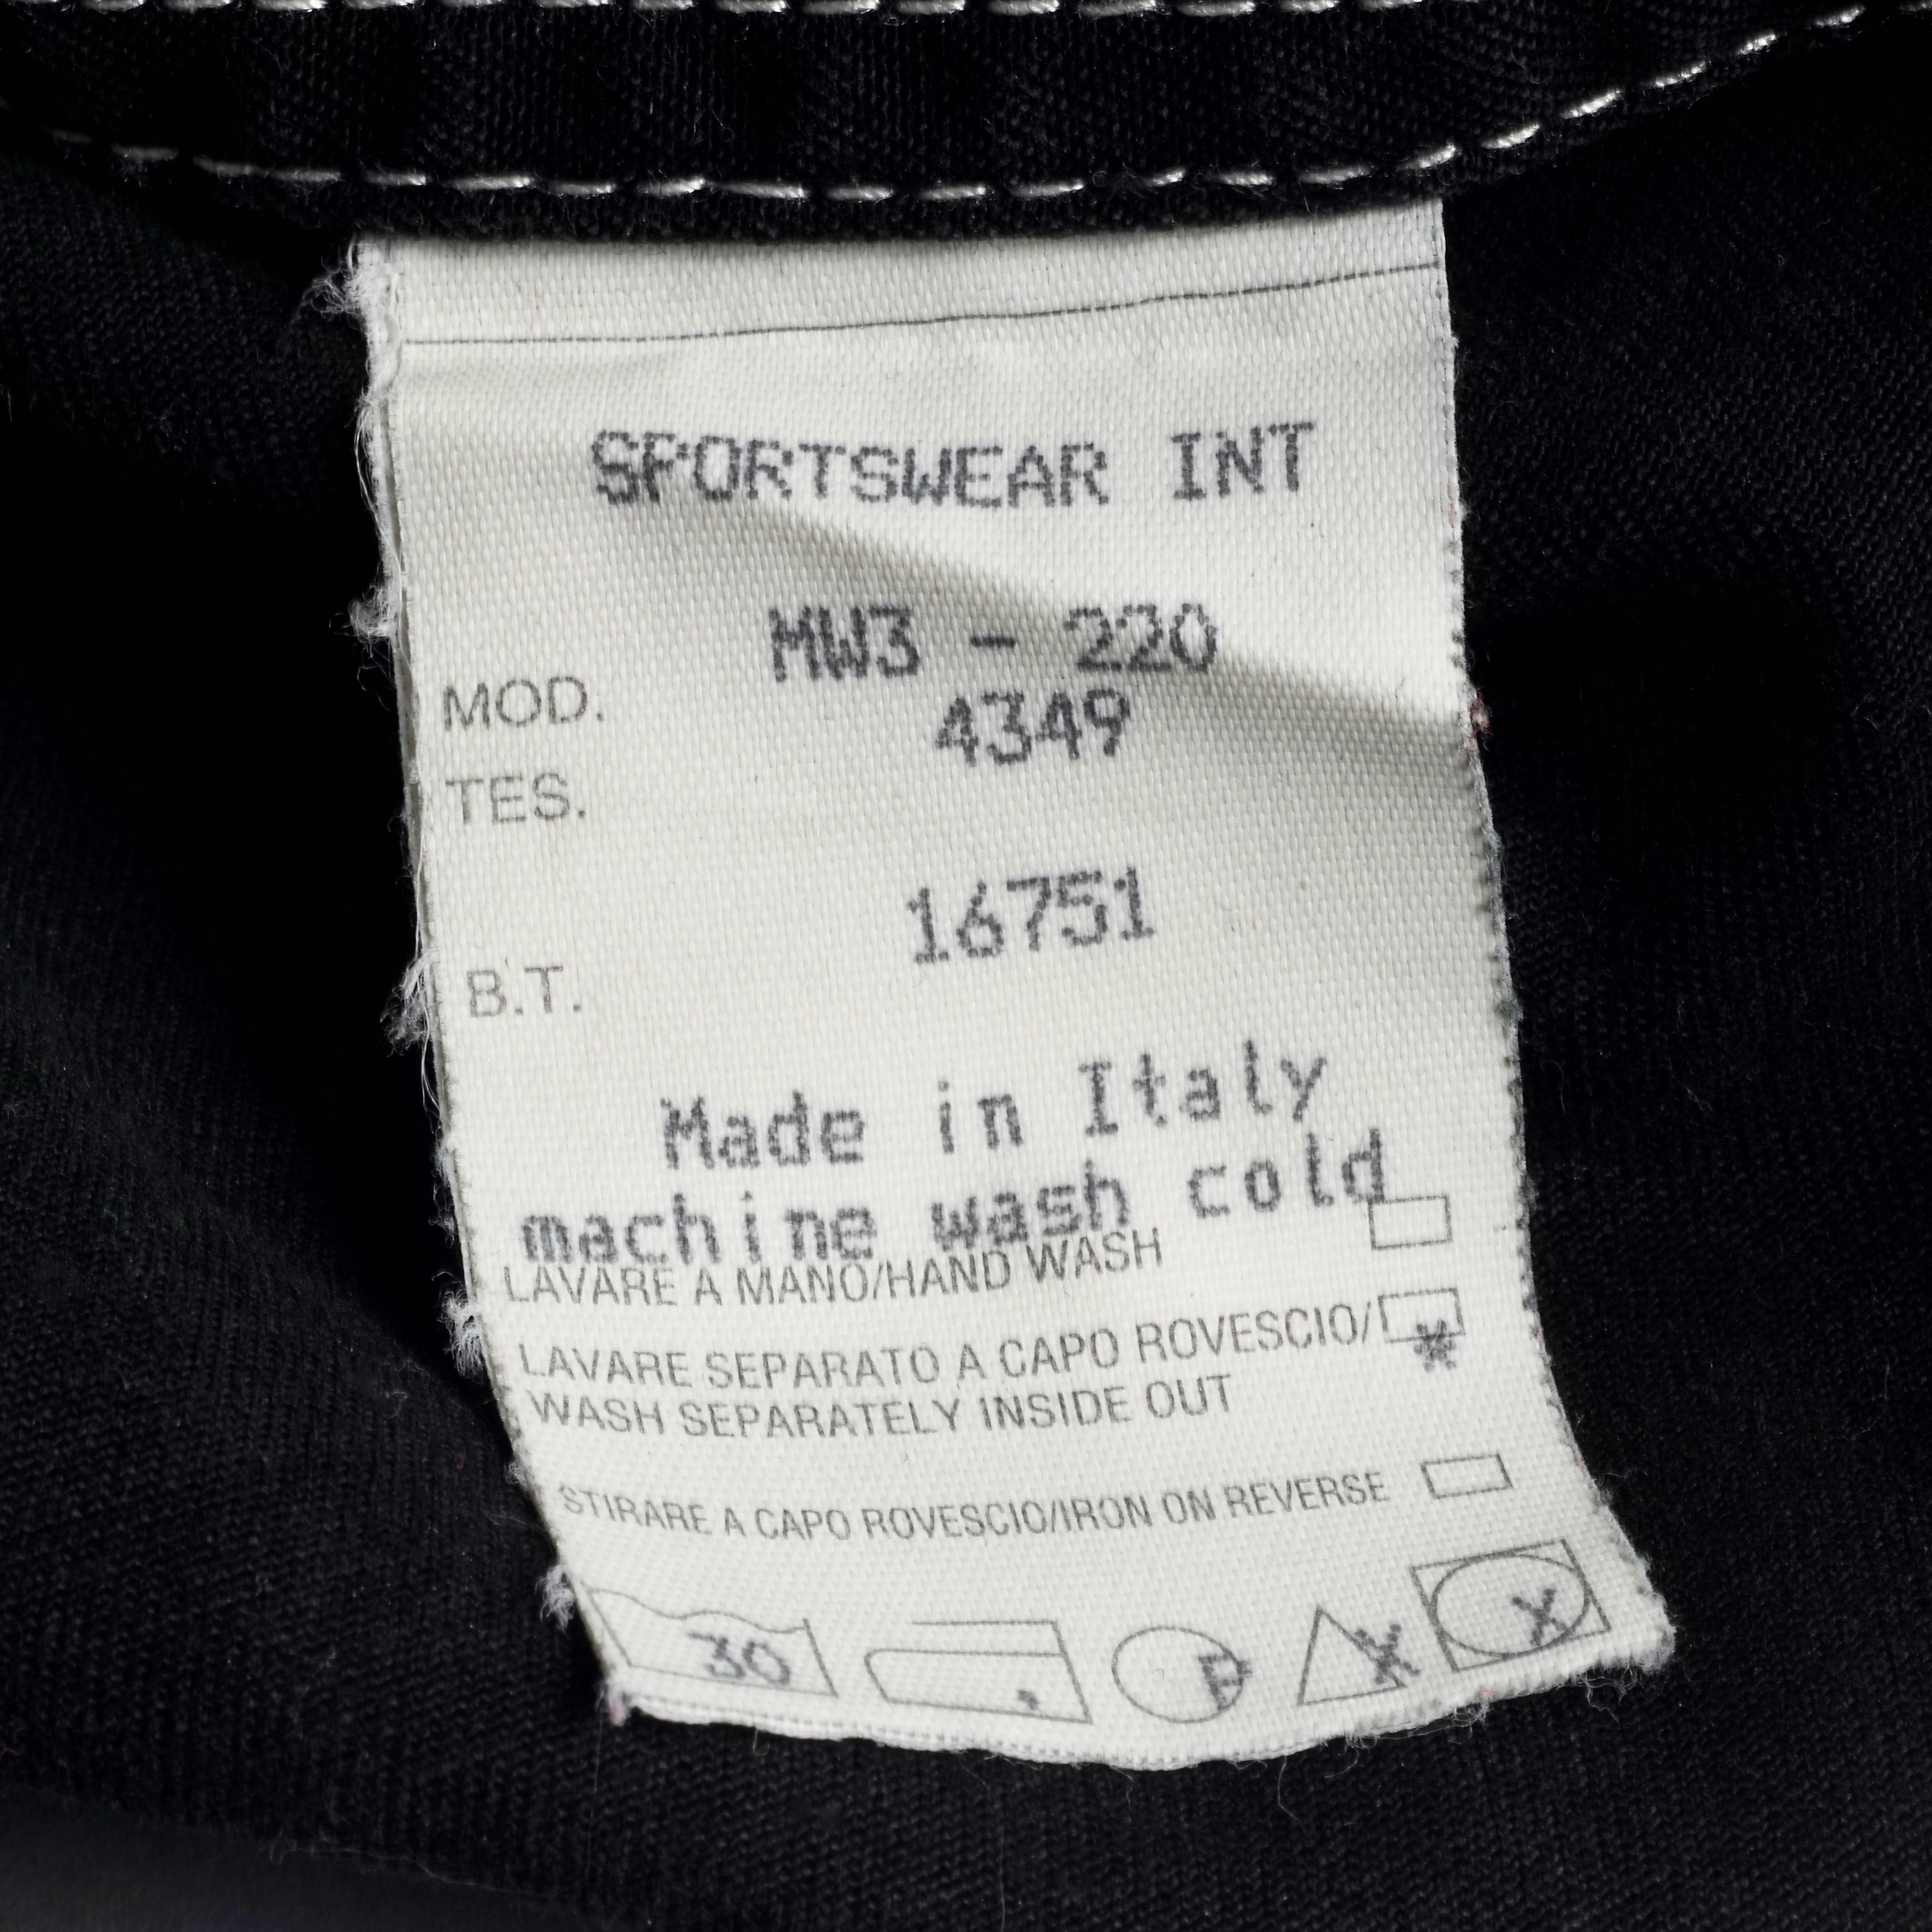 SPORTSWEAR INT
MW3 - 220
MOD.
4349
TES.
16751
B.T.
Made in Italy
machine wash cold
LAVARE A MANO/HAND WASH
LAVARE SEPARATO A CAPO ROVESCIO/
*
WASH SEPARATELY INSIDE OUT
STIRARE A CAPO ROVESCIO/IRON ON REVERSE
30 . P X X